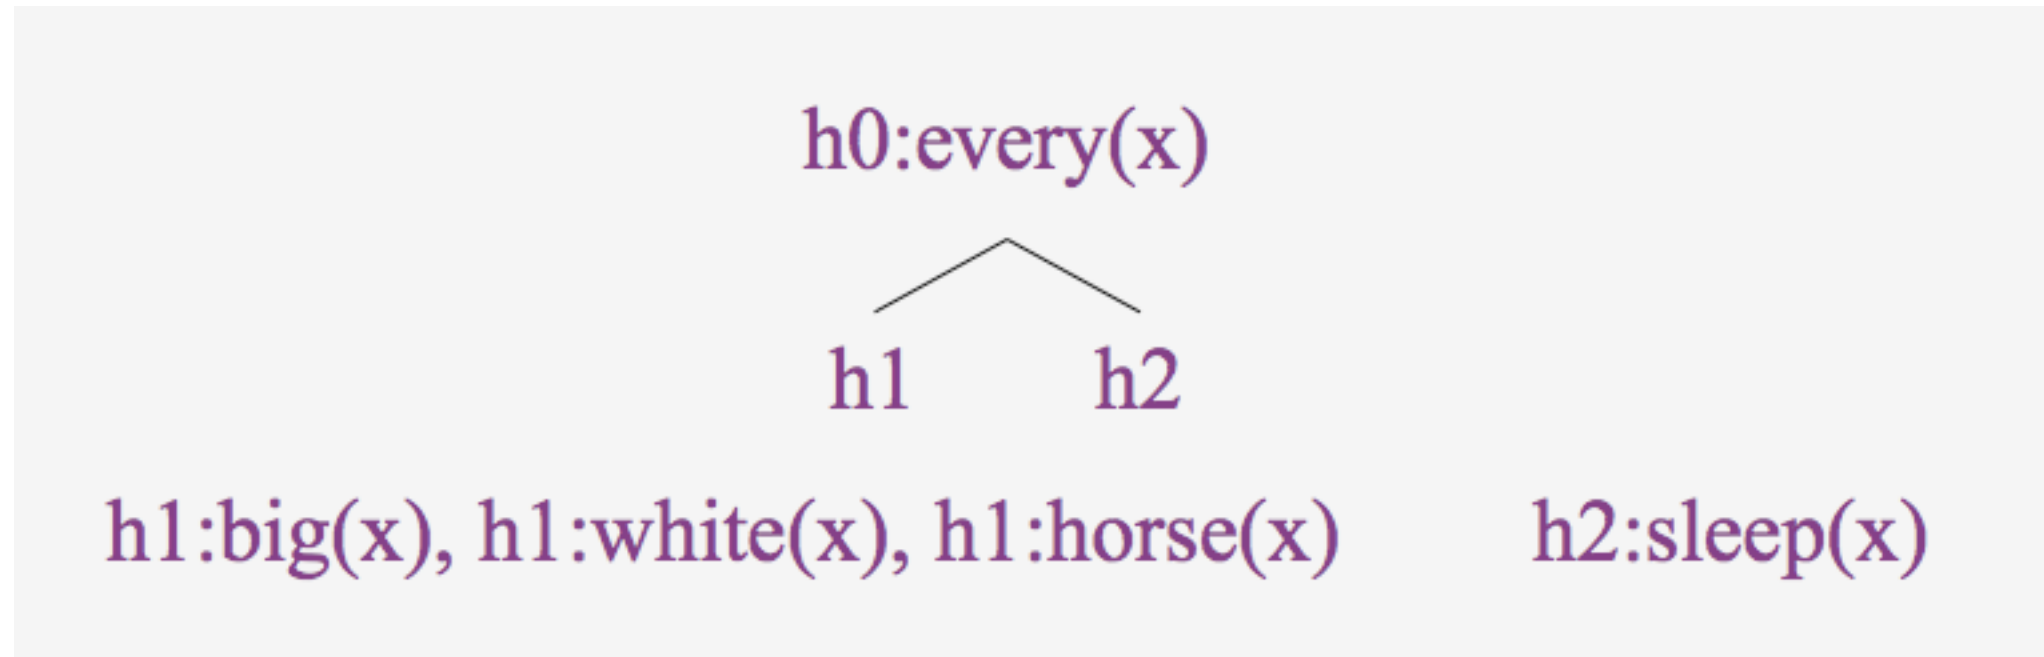 h0:every(x)
h1 h2
h1:big(x), h1:white(x), h1:horse(x) h2:sleep(x)